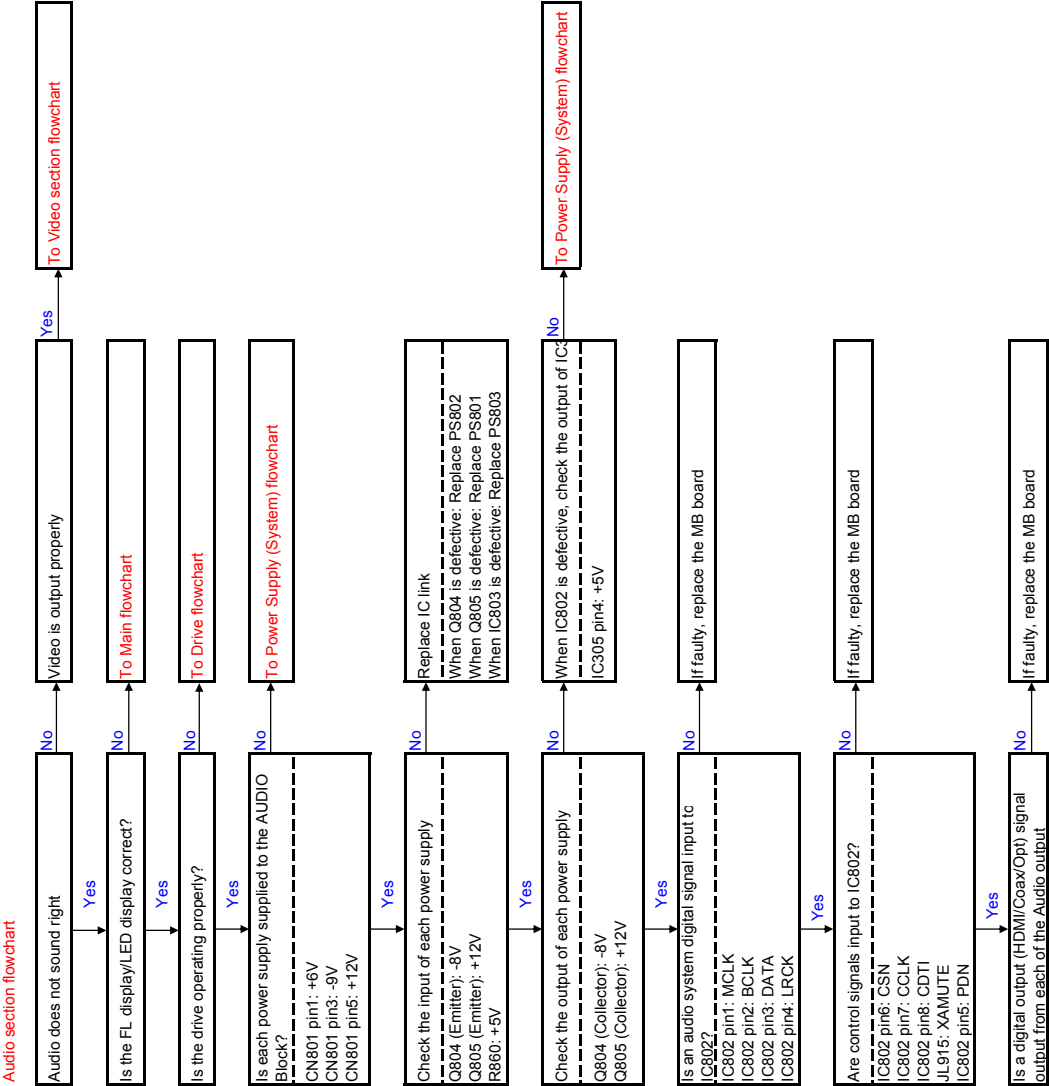 Audio section flowchart
Audio does not sound right
No
Video is output properly
Yes
To Video section flowchart
Yes
Is the FL display/LED display correct?
No
To Main flowchart
Yes
Is the drive operating properly?
No
To Drive flowchart
Yes
Is each power supply supplied to the AUDIO
Block?
CN801 pin1: +6V
CN801 pin3: -9V
CN801 pin5: +12V
No
To Power Supply (System) flowchart
Yes
Check the input of each power supply
Q804 (Emitter): -8V
Q805 (Emitter): +12V
R860: +5V
No
Replace IC link
When Q804 is defective: Replace PS802
When Q805 is defective: Replace PS801
When IC803 is defective: Replace PS803
Yes
Check the output of each power supply
Q804 (Collector): -8V
Q805 (Collector): +12V
No
When IC802 is defective, check the output of IC3
IC305 pin4: +5V
No
To Power Supply (System) flowchart
Yes
Is an audio system digital signal input to
IC802?
IC802 pin1: MCLK
IC802 pin2: BCLK
IC802 pin3: DATA
IC802 pin4: LRCK
No
If faulty, replace the MB board
Yes
Are control signals input to IC802?
IC802 pin6: CSN
IC802 pin7: CCLK
IC802 pin8: CDTI
JL915: XAMUTE
IC802 pin5: PDN
No
If faulty, replace the MB board
Yes
Is a digital output (HDMI/Coax/Opt) signal
output from each of the Audio output
No
If faulty, replace the MB board